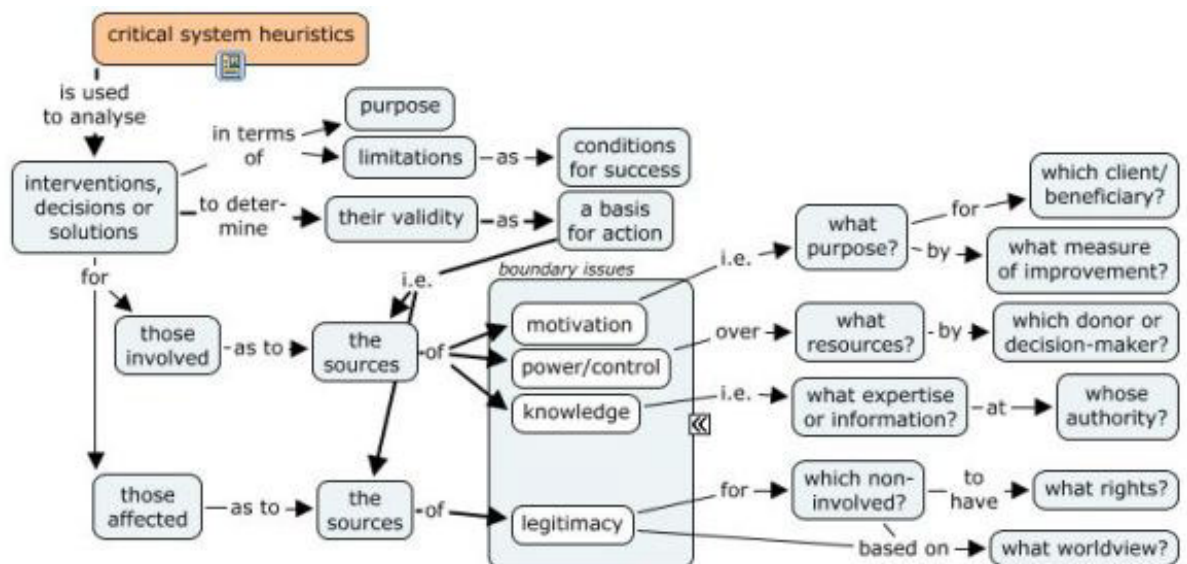 critical system heuristics
is used
to analyse
interventions,
decisions or
solutions
in terms
of
purpose
limitations
as
conditions
for success
to deter-
mine
their validity
as
a basis
for action
i.e.
for
those
involved
as to
the
sources
of
those
affected
as to
the
sources
of
boundary issues
motivation
power/control
knowledge
legitimacy
i.e.
what
purpose?
for
which client/
beneficiary?
by
what measure
of improvement?
over
what
resources?
by
which donor or
decision-maker?
i.e.
what expertise
or information?
at
whose
authority?
for
which non-
involved?
to
have
what rights?
based on
what worldview?